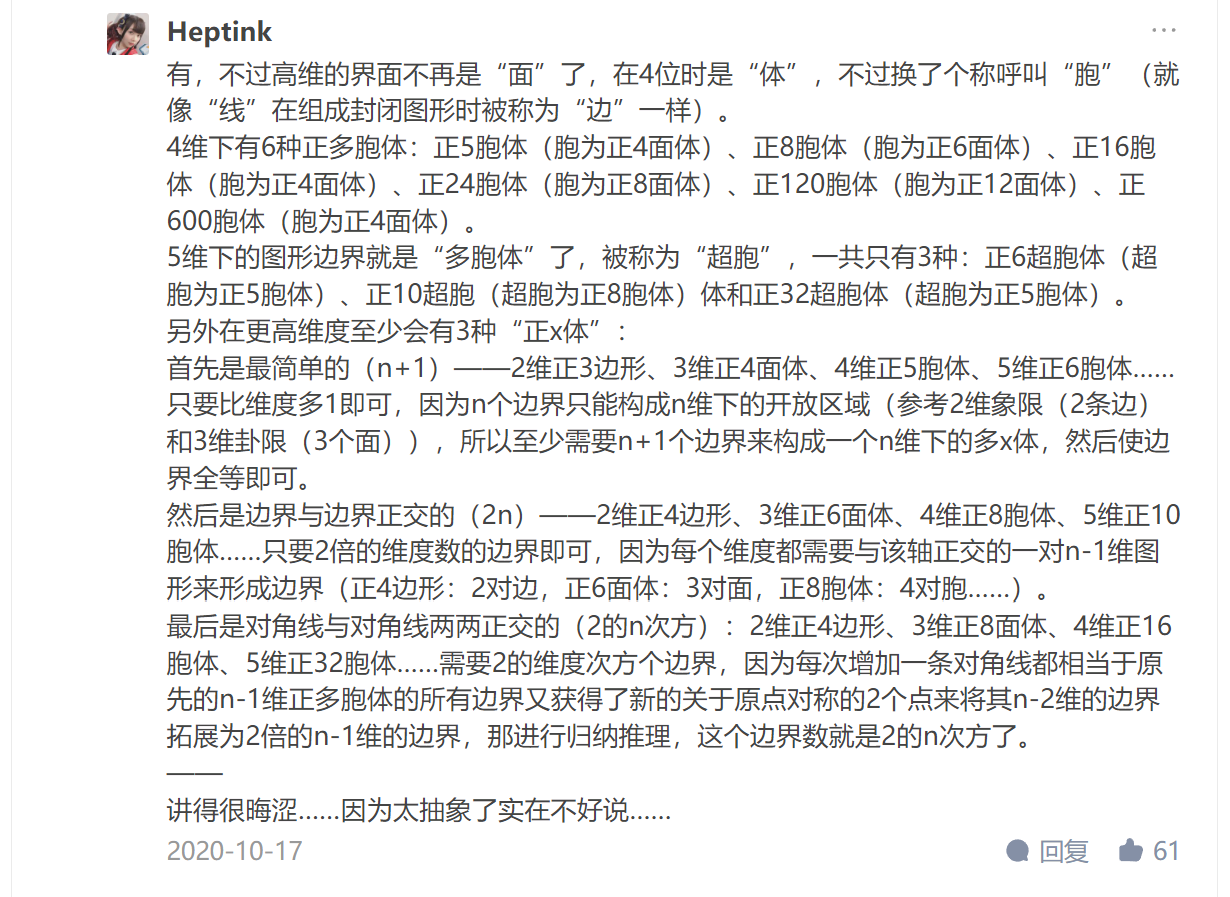 Heptink
有，不过高维的界面不再是“面”了，在4位时是“体”，不过换了个称呼叫“胞”（就
像“线”在组成封闭图形时被称为“边”一样）。
4维下有6种正多胞体：正5胞体（胞为正4面体）、正8胞体（胞为正6面体）、正16胞
体（胞为正4面体）、正24胞体（胞为正8面体）、正120胞体（胞为正12面体）、正
600胞体（胞为正4面体）。
5维下的图形边界就是“多胞体”了，被称为“超胞”，一共只有3种：正6超胞体（超
胞为正5胞体）、正10超胞（超胞为正8胞体）体和正32超胞体（超胞为正5胞体）。
另外在更高维度至少会有3种“正x体”：
首先是最简单的（n+1）——2维正3边形、3维正4面体、4维正5胞体、5维正6胞体……
只要比维度多1即可，因为n个边界只能构成n维下的开放区域（参考2维象限（2条边）
和3维卦限（3个面）），所以至少需要n+1个边界来构成一个n维下的多x体，然后使边
界全等即可。
然后是边界与边界正交的（2n）——2维正4边形、3维正6面体、4维正8胞体、5维正10
胞体……只要2倍的维度数的边界即可，因为每个维度都需要与该轴正交的一对n-1维图
形来形成边界（正4边形：2对边，正6面体：3对面，正8胞体：4对胞……）。
最后是对角线与对角线两两正交的（2的n次方）：2维正4边形、3维正8面体、4维正16
胞体、5维正32胞体……需要2的维度次方个边界，因为每次增加一条对角线都相当于原
先的n-1维正多胞体的所有边界又获得了新的关于原点对称的2个点来将其n-2维的边界
拓展为2倍的n-1维的边界，那进行归纳推理，这个边界数就是2的n次方了。
——
讲得很晦涩……因为太抽象了实在不好说……
2020-10-17 回复 61